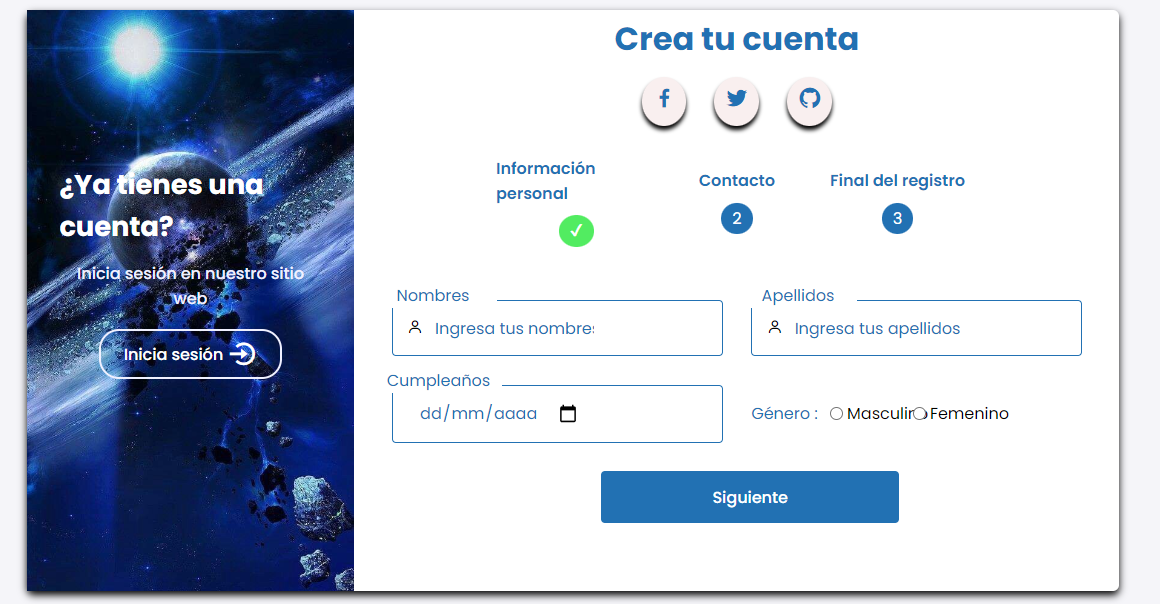 ¿Ya tienes una
cuenta?
Inicia sesión en nuestro sitio
web
Inicia sesión
Crea tu cuenta
Información
personal
Contacto
Final del registro
2
3
Nombres
Ingresa tus nombres
Apellidos
Ingresa tus apellidos
Cumpleaños
dd/mm/aaaa
Género :
Masculino
Femenino
Siguiente